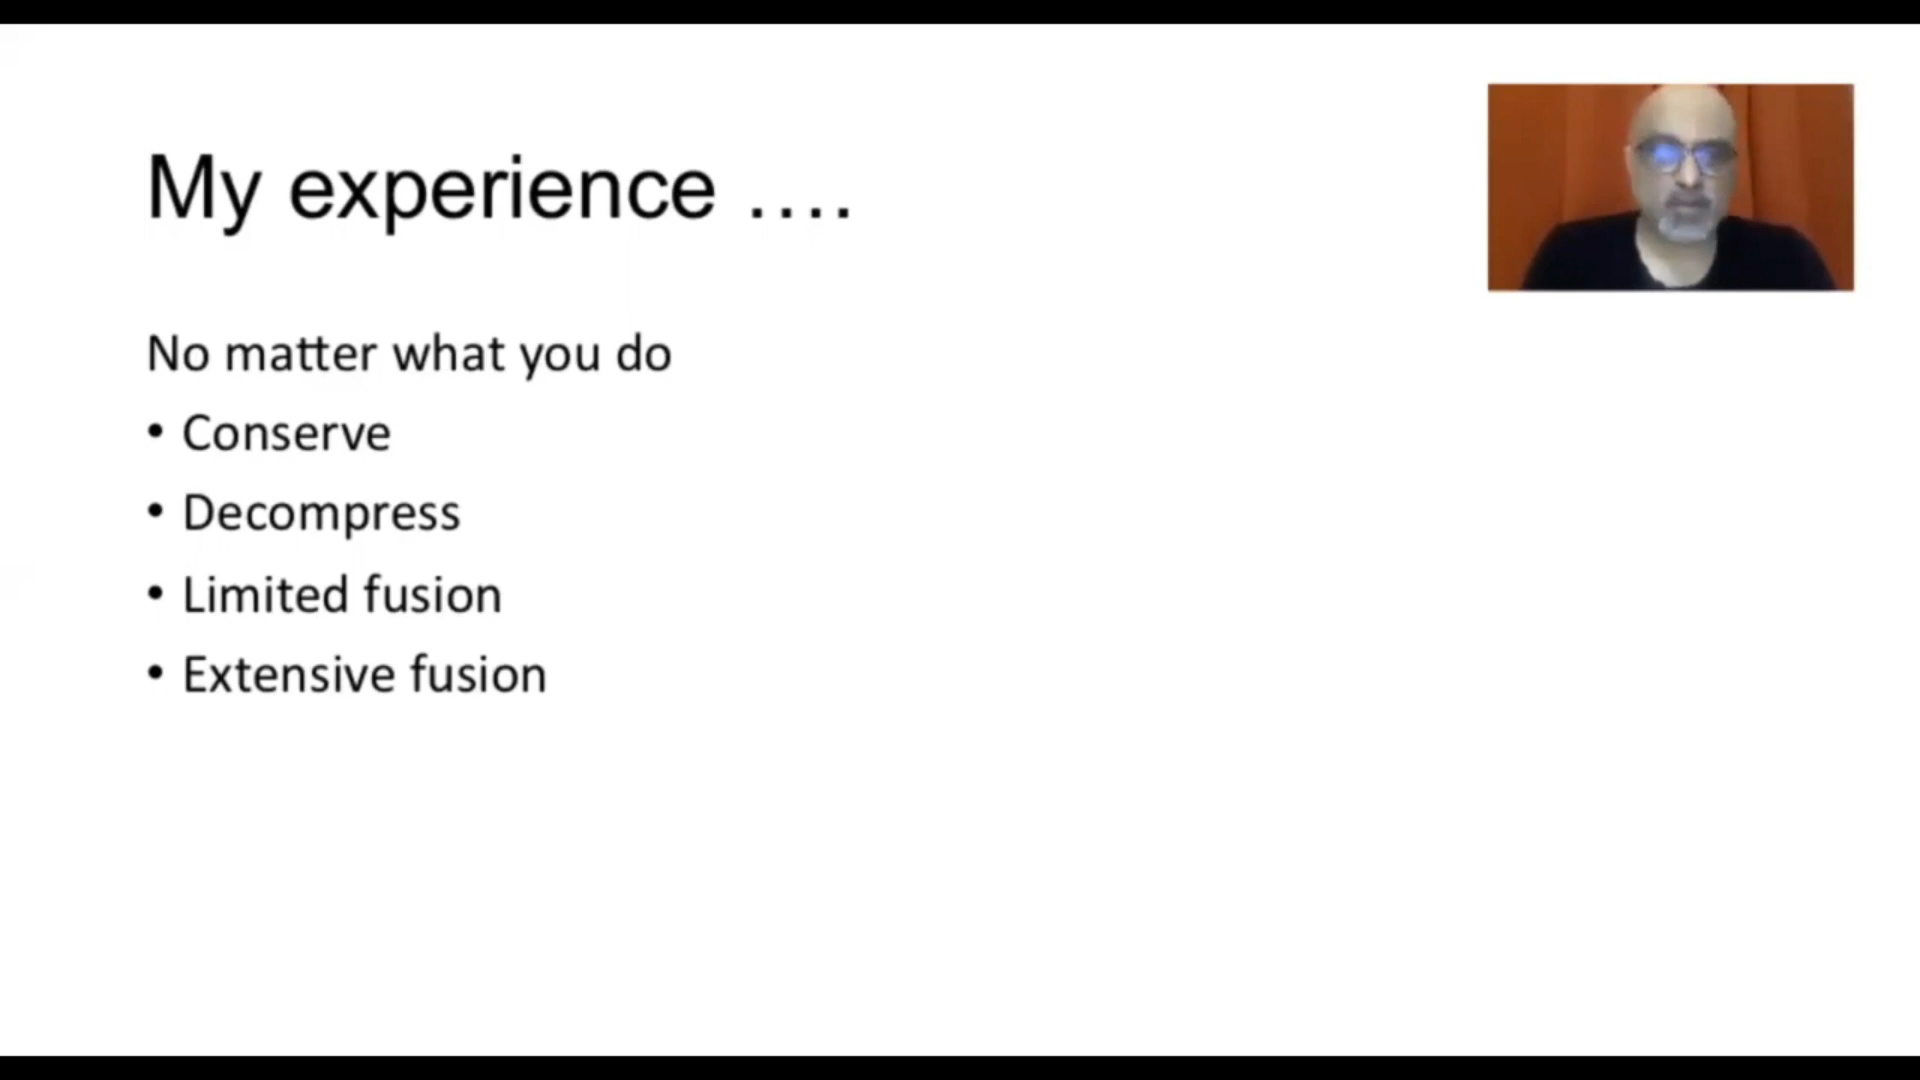 My experience ....
No matter what you do
• Conserve
• Decompress
• Limited fusion
• Extensive fusion